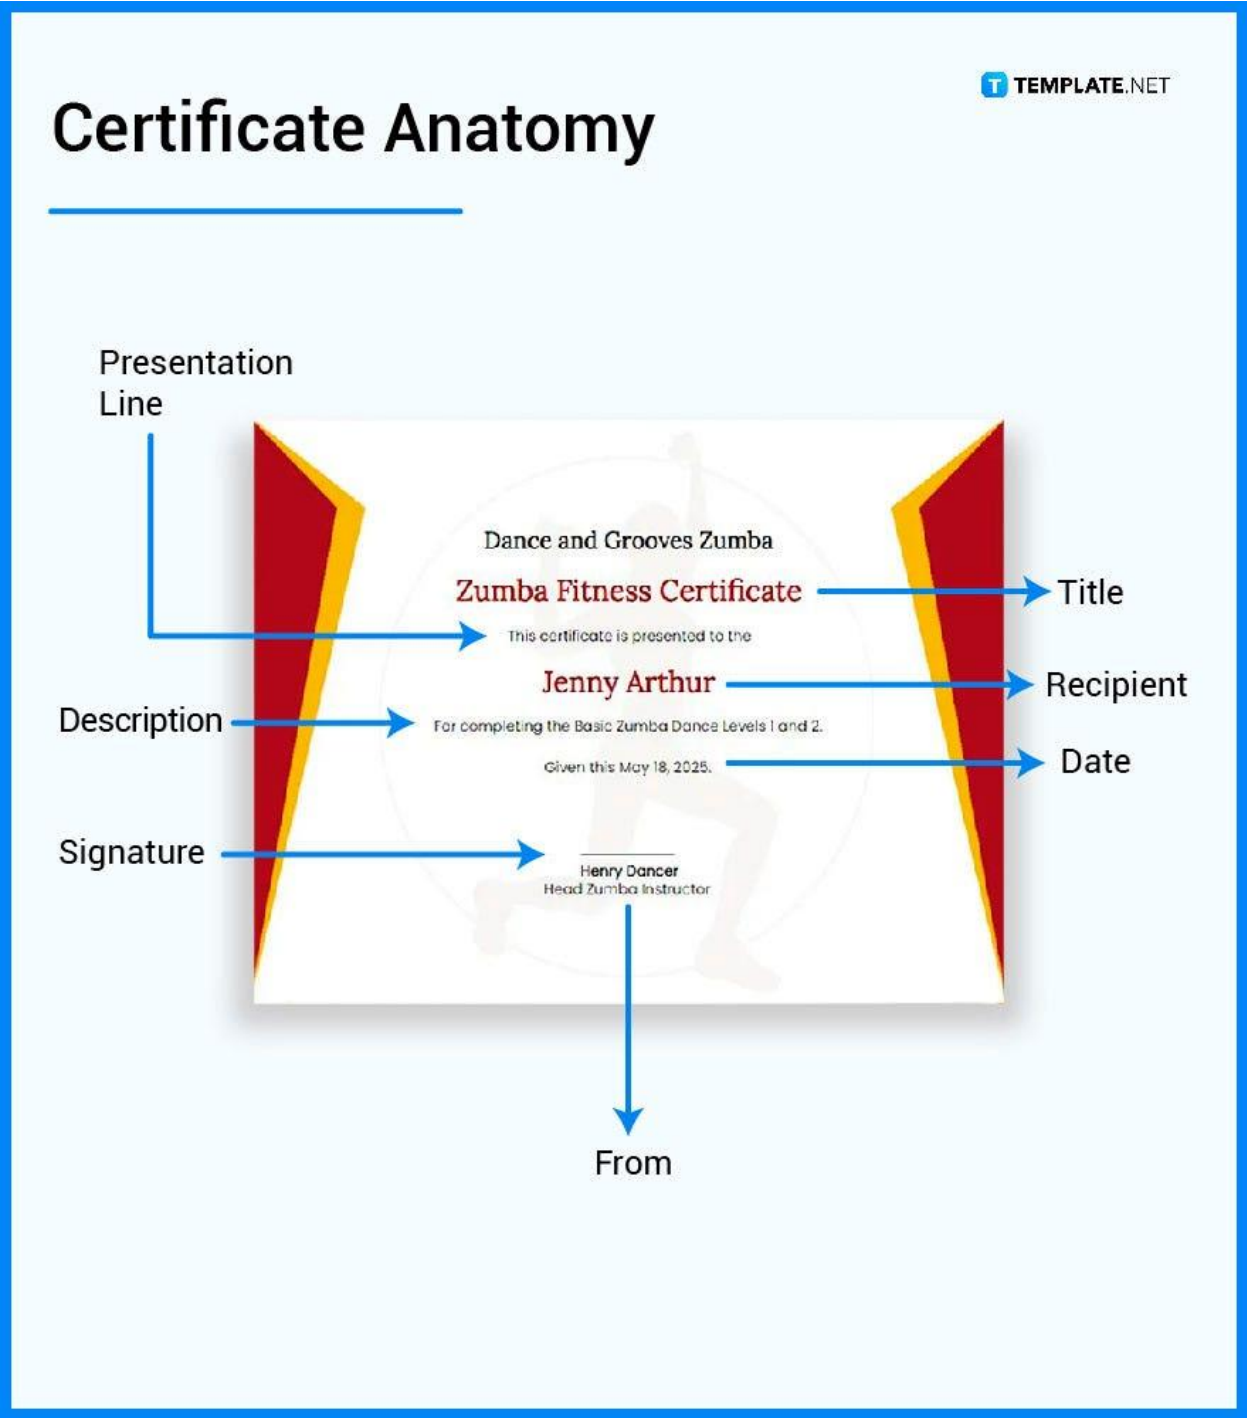 TEMPLATE.NET
Certificate Anatomy
Presentation
Line
Dance and Grooves Zumba
Zumba Fitness Certificate
Title
This certificate is presented to the
Jenny Arthur
Recipient
Description
For completing the Basic Zumba Dance Levels 1 and 2.
Given this May 18, 2025.
Date
Signature
Henry Dancer
Head Zumba Instructor
From